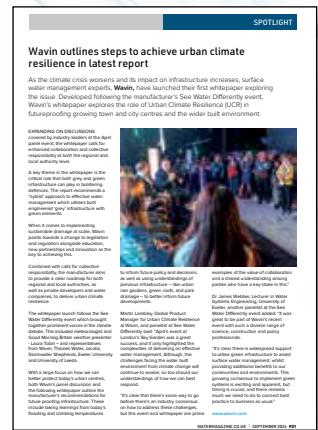 SPOTLIGHT
Wavin outlines steps to achieve urban climate
resilience in latest report
As the climate crisis worsens and its impact on infrastructure increases, surface
water management experts, Wavin, have launched their first whitepaper exploring
the issue. Developed following the manufacturer's See Water Differently event,
Wavin's whitepaper explores the role of Urban Climate Resilience (UCR) in
futureproofing town and city centres and the wider built environment.
EXPANDING ON DISCUSSIONS
covered by industry leaders at the April
panel event, the whitepaper calls for
enhanced collaboration and collective
responsibility at both the regional and
local authority level.
A key theme in the whitepaper is the
critical role that both grey and green
infrastructure can play in bolstering
defences. The report recommends a
'hybrid' approach to effective water
management which utilises both
engineered 'grey' infrastructure with
green elements.
When it comes to implementing
sustainable drainage at scale, Wavin
points towards a change to legislation
and regulation alongside education,
new partnerships and innovation as the
key to achieving this.
Combined with calls for collective
responsibility, the manufacturer aims
to provide a clear roadmap for both
regional and local authorities, as
well as private developers and water
companies, to deliver urban climate
resilience.
The whitepaper launch follows the See
Water Differently event which brought
together prominent voices in the climate
debate. This included meteorologist and
Good Morning Britain weather presenter
- Laura Tobin - and representatives
from Wavin, Thames Water, Jacobs,
Stormwater Shepherds, Exeter University
and University of Leeds.
With a large focus on how we can
better protect today's urban centres,
both Wavin's panel discussion and
the following whitepaper outline the
manufacturer's recommendations for
future-proofing infrastructure. These
include taking learnings from today's
flooding and climate temperatures
to inform future policy and decisions,
as well as using understandings of
previous infrastructure – like urban
rain gardens, green roofs, and park
drainage – to better inform future
developments.
Martin Lambley, Global Product
Manager for Urban Climate Resilience
at Wavin, and panelist at See Water
Differently said: "April's event at
London's Sky Garden was a great
success, and it only highlighted the
complexities of delivering on effective
water management. Although, the
challenges facing the wider built
environment from climate change will
continue to evolve, so too should our
understandings of how we can best
respond.
"It's clear that there's some way to go
before there's an industry consensus
on how to address these challenges,
but this event and whitepaper are prime
examples of the value of collaboration
and a shared understanding among
parties who have a key stake in this."
Dr James Webber, Lecturer in Water
Systems Engineering, University of
Exeter, another panelist at the See
Water Differently event added: "It was
great to be part of Wavin's recent
event with such a diverse range of
science, construction and policy
professionals.
"It's clear there is widespread support
to utilise green infrastructure to assist
surface water management, whilst
providing additional benefits to our
communities and environments. This
growing consensus to implement green
systems is exciting and apparent, but
timing is crucial, and there remains
much we need to do to connect best
practice to business as usual."
www.wavin.com
WATERMAGAZINE.CO.UK | SEPTEMBER 2024 P21